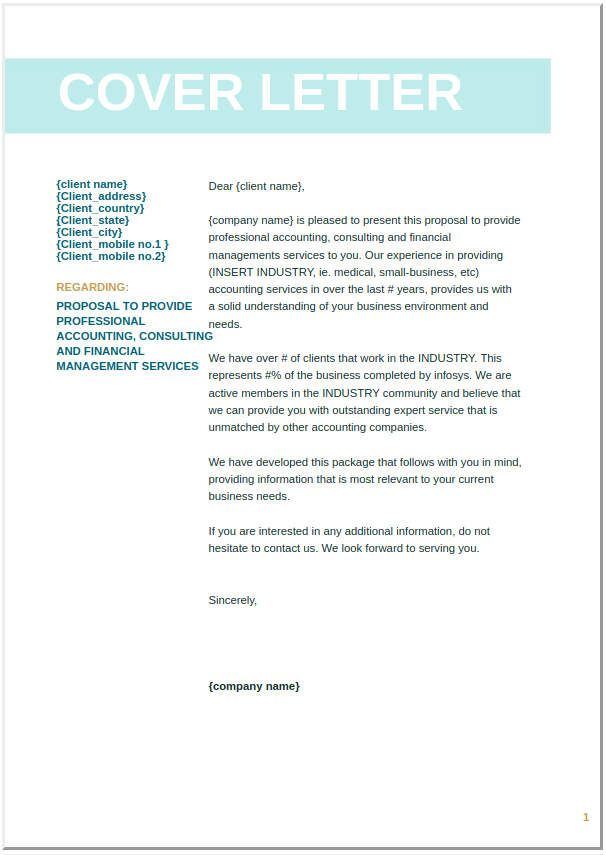 COVER LETTER
{client name}
{Client_address}
{Client_country}
{Client_state}
{Client_city}
{Client_mobile no.1 }
{Client_mobile no.2}
REGARDING:
PROPOSAL TO PROVIDE
PROFESSIONAL
ACCOUNTING, CONSULTING
AND FINANCIAL
MANAGEMENT SERVICES
Dear {client name},
{company name} is pleased to present this proposal to provide
professional accounting, consulting and financial
managements services to you. Our experience in providing
(INSERT INDUSTRY, ie. medical, small-business, etc)
accounting services in over the last # years, provides us with
a solid understanding of your business environment and
needs.
We have over # of clients that work in the INDUSTRY. This
represents #% of the business completed by infosys. We are
active members in the INDUSTRY community and believe that
we can provide you with outstanding expert service that is
unmatched by other accounting companies.
We have developed this package that follows with you in mind,
providing information that is most relevant to your current
business needs.
If you are interested in any additional information, do not
hesitate to contact us. We look forward to serving you.
Sincerely,
{company name}
1